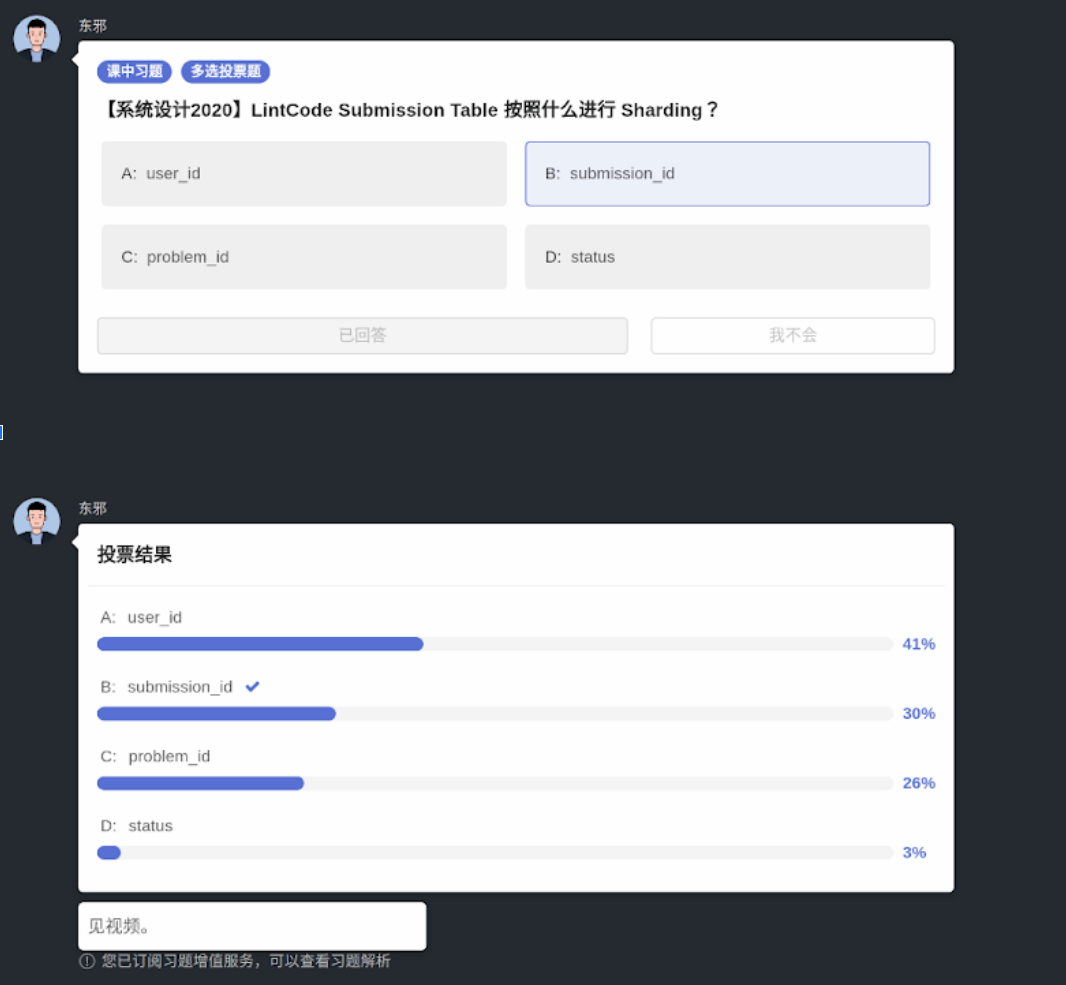 东邪
课中习题 多选投票题
【系统设计2020】LintCode Submission Table 按照什么进行 Sharding？
A: user_id B: submission_id
C: problem_id D: status
已回答 我不会
东邪
投票结果
A: user_id
41%
B: submission_id
30%
C: problem_id
26%
D: status
3%
见视频。
您已订阅习题增值服务，可以查看习题解析